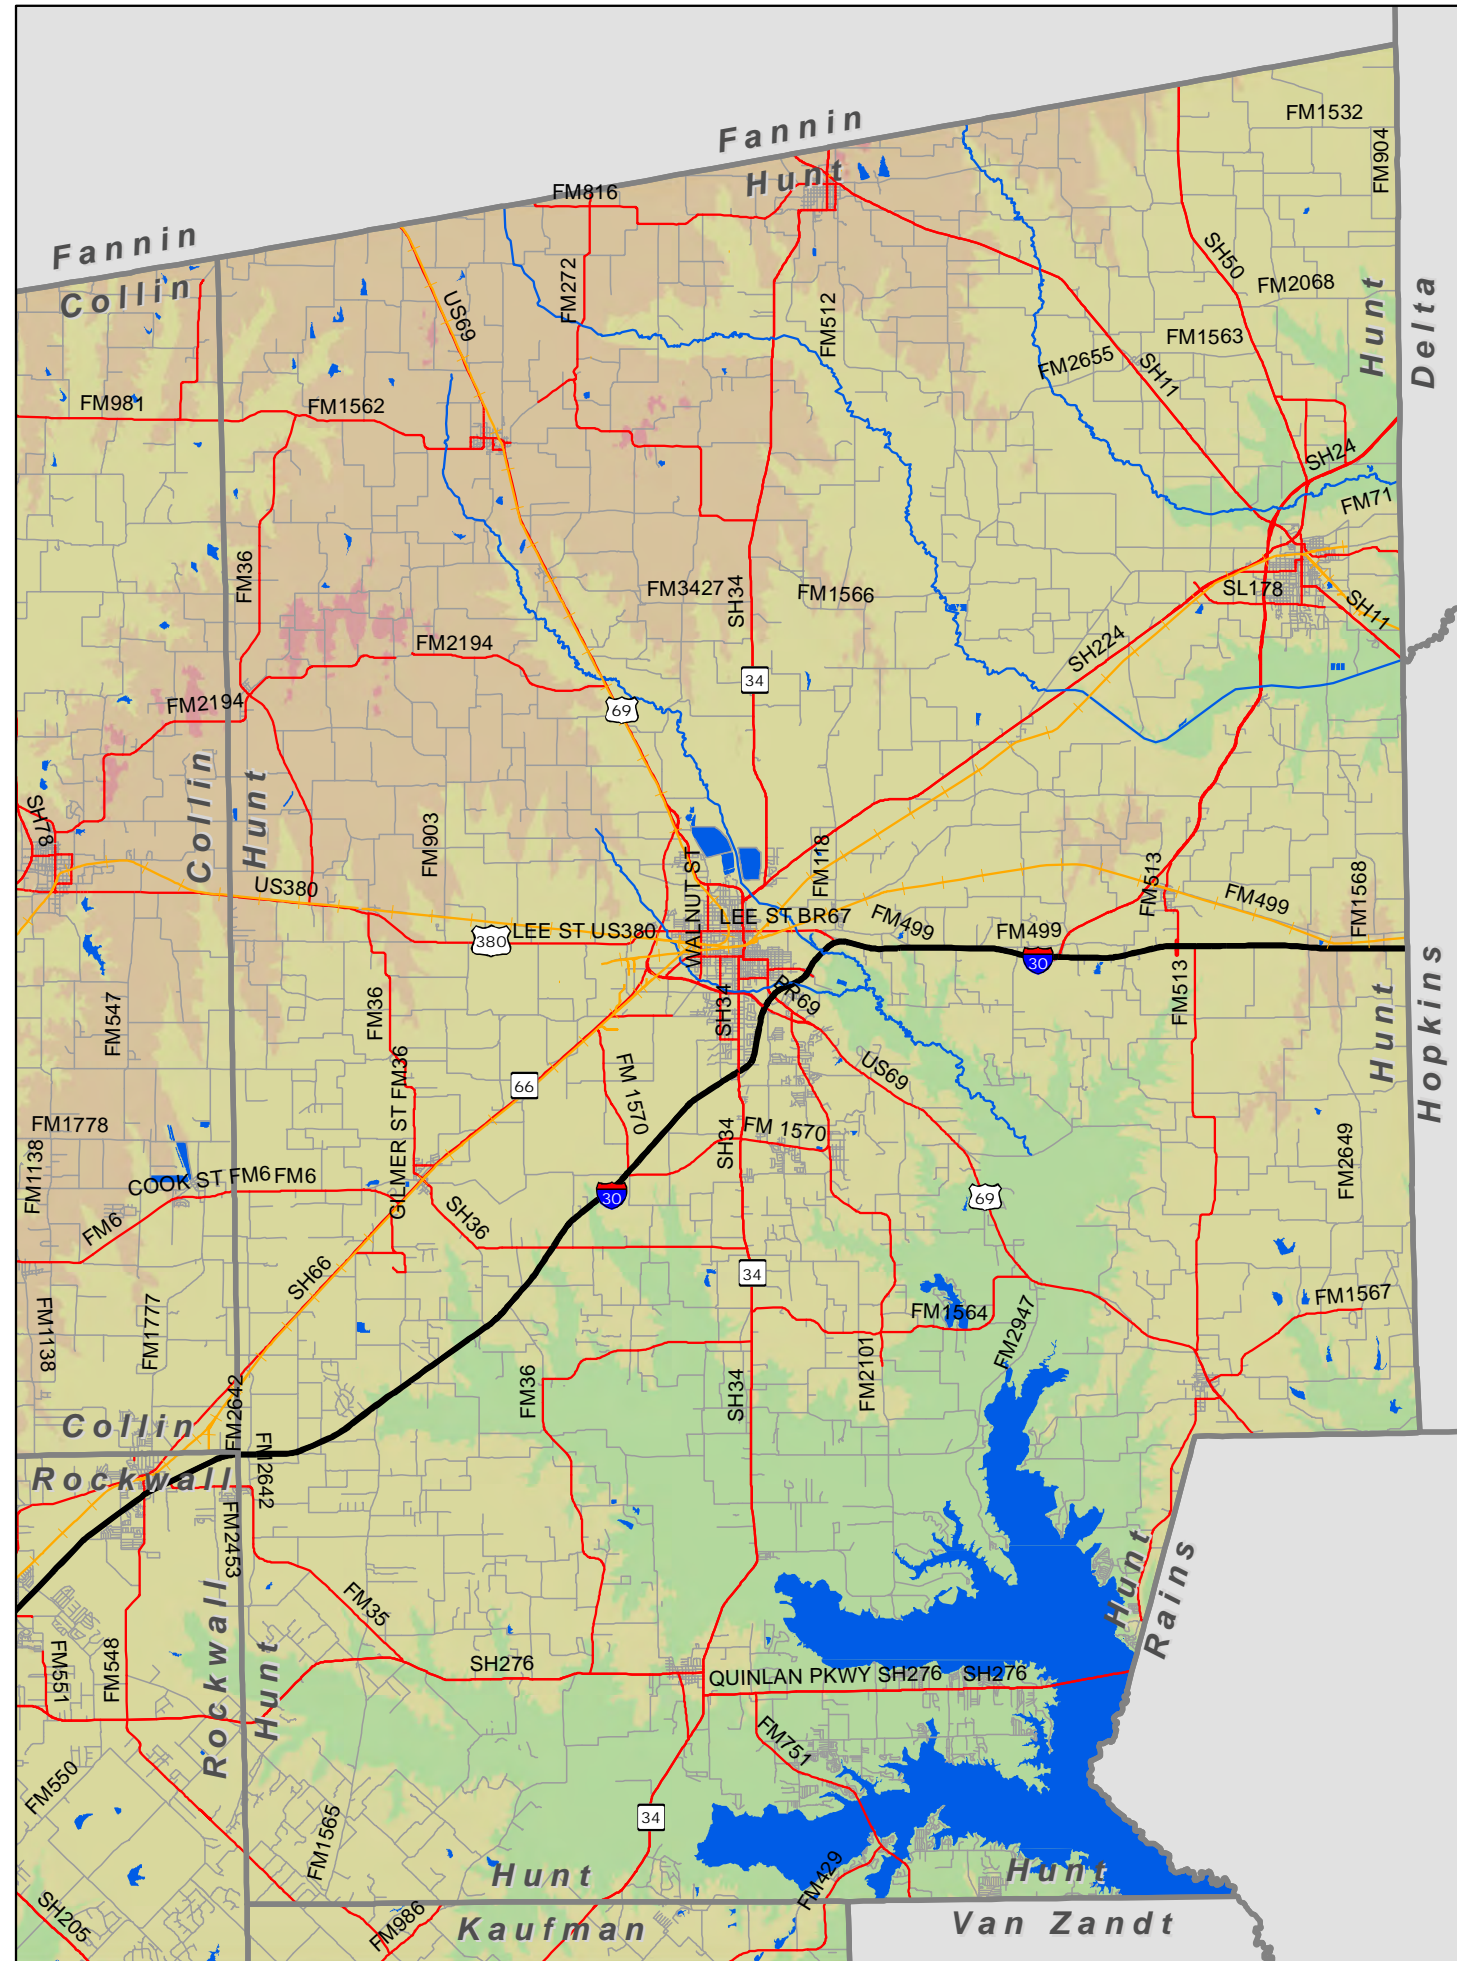 FM1532
Fannin
FM904
Hunt
FM816
Fannin
SH50
Collin
FM272
FM2068
US69
FM512
Hunt
Delta
FM1563
FM2655
SH11
FM981
FM1562
SH24
FM71
FM36
FM3427
SH34
FM1566
SL178
SH11
FM2194
SH224
34
FM2194
69
Collin
Hunt
SH78
FM903
WALNUT ST
FM118
FM513
US380
FM499
FM1568
LEE ST US380
LEE ST BR67
FM499
FM499
380
30
FM547
FM36
SH34
BR69
FM513
Hunt
Hopkins
US69
66
FM 1570
GILMER ST FM36
FM1778
FM 1570
SH34
FM1138
COOK ST FM6 FM6
FM2649
30
69
FM6
SH36
SH66
34
FM1138
FM1777
FM1564
FM2947
FM1567
FM36
SH34
FM2101
Collin
FM2642
Rockwall
FM2642
FM2453
Hunt
Rains
FM35
Rockwall
Hunt
FM551
FM548
SH276
QUINLAN PKWY SH276 SH276
FM751
FM550
FM1565
34
Hunt
Hunt
FM429
SH205
FM986
Kaufman
Van Zandt